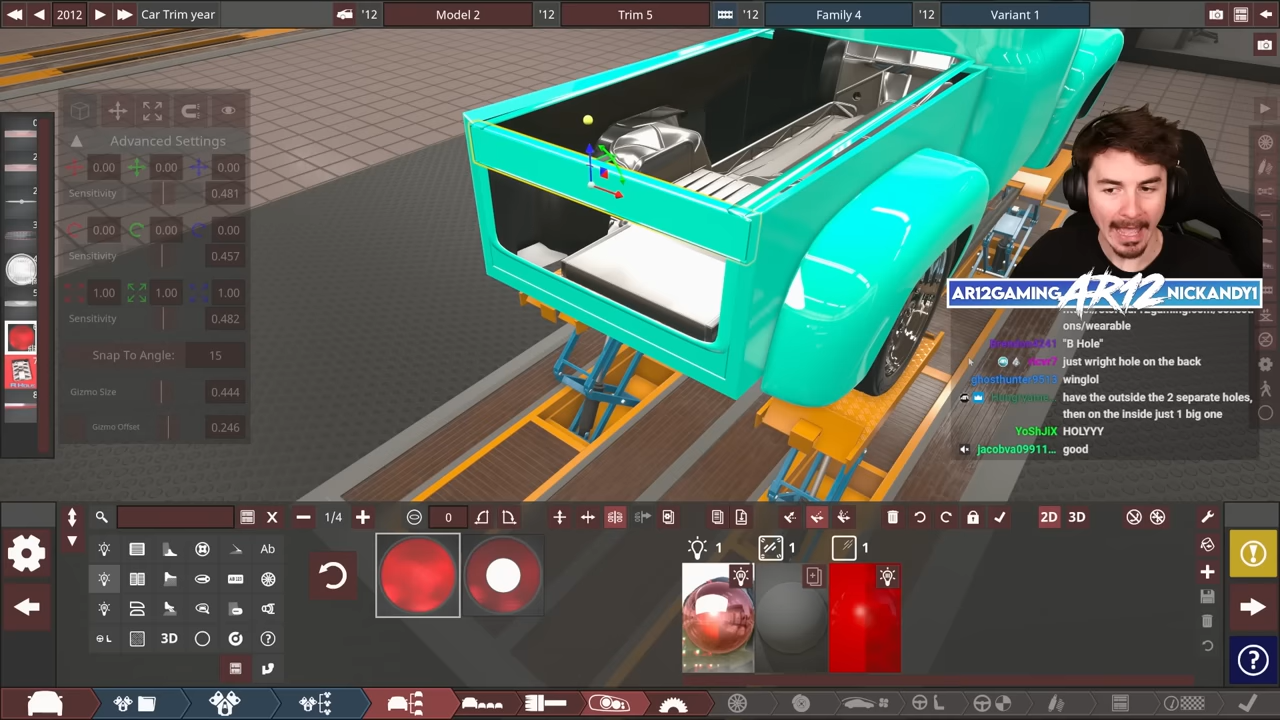 2012 Car Trim year '12 Model 2 '12 Trim 5 '12 Family 4 '12 Variant 1
Advanced Settings
0.00 0.00 0.00
Sensitivity 0.481
0.00 0.00 0.00
Sensitivity 0.457
1.00 1.00 1.00
Sensitivity 0.482
Snap To Angle: 15
Gizmo Size 0.444
Gizmo Offset 0.246
AR12GAMING AR12 NICKANDY1
ons/wearable
"B Hole"
4 just wright hole on the back
winglol
have the outside the 2 separate holes,
then on the inside just 1 big one
YoShJiX HOLYYY
jacobva09911... good
1/4 0 2D 3D
Ab
1 1 1
L 3D